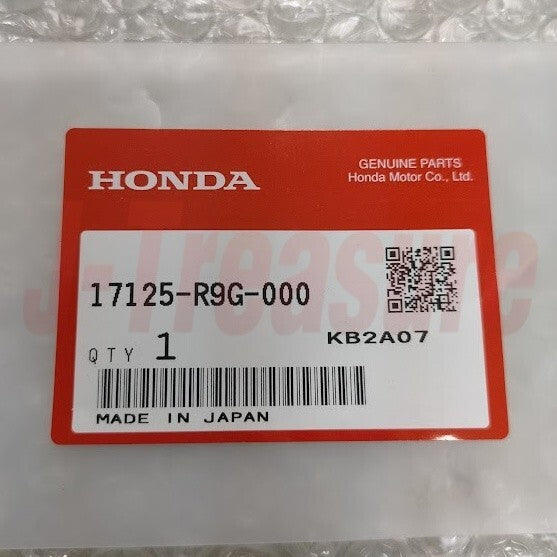 HONDA
GENUINE PARTS
Honda Motor Co., Ltd.
17125-R9G-000
QTY 1
KB2A07
MADE IN JAPAN
J-Treasure